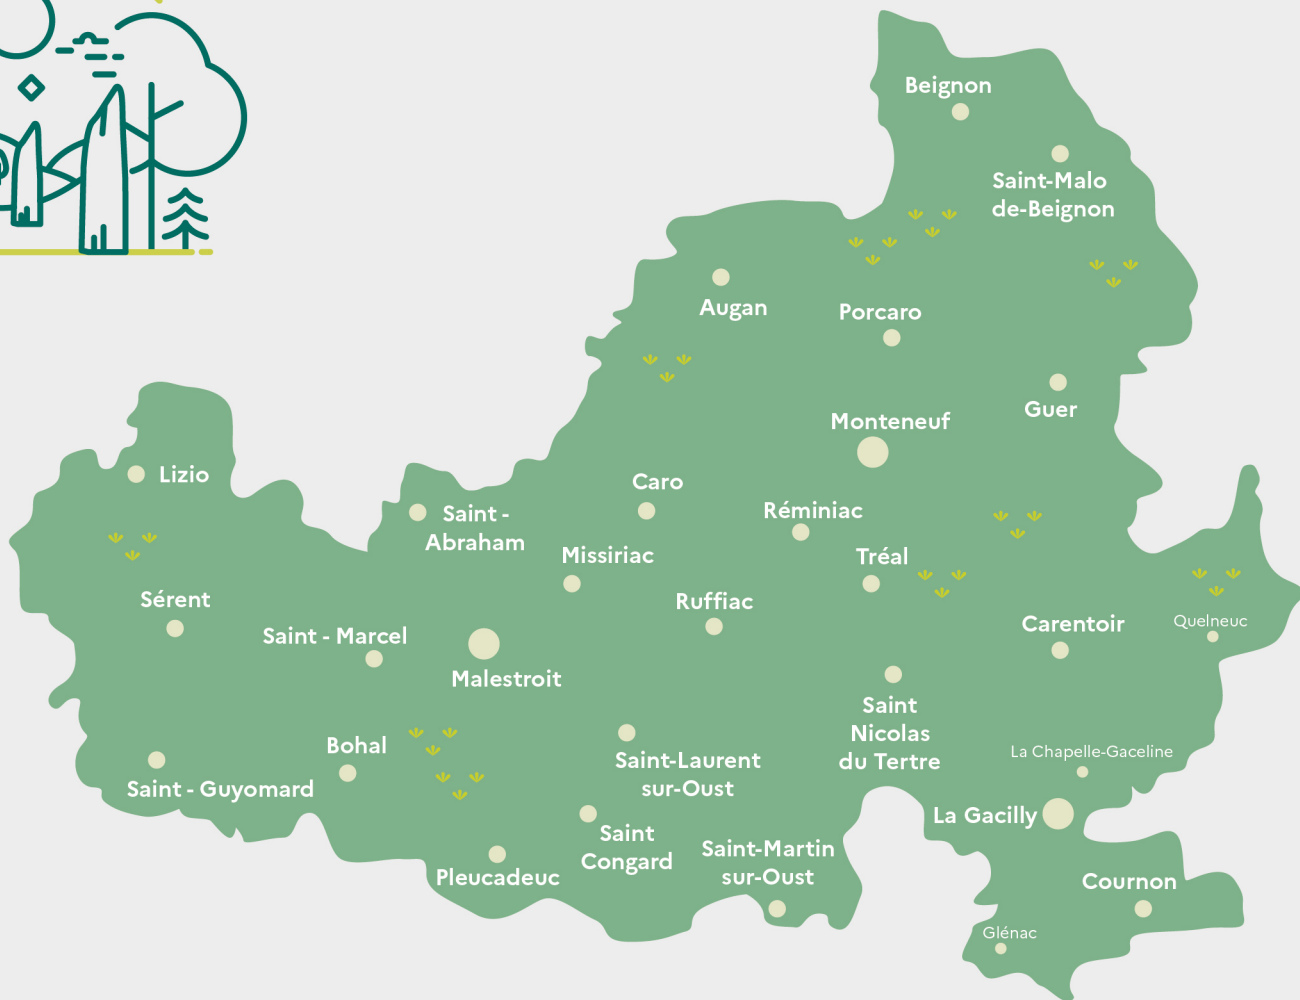 Beignon
Saint-Malo
de-Beignon
Augan
Porcaro
Guer
Monteneuf
Lizio
Caro
Saint -
Abraham
Réminiac
Missiriac
Tréal
Sérent
Ruffiac
Saint - Marcel
Carentoir
Quelneuc
Malestroit
Saint
Nicolas
du Tertre
Bohal
La Chapelle-Gaceline
Saint-Laurent
sur-Oust
Saint - Guyomard
La Gacilly
Saint
Congard
Saint-Martin
sur-Oust
Pleucadeuc
Cournon
Glénac